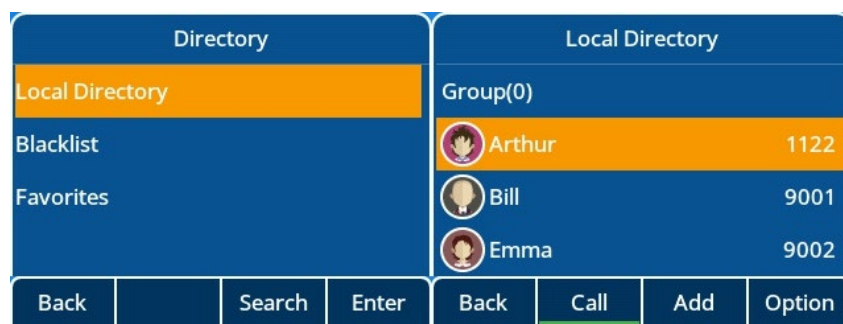 Directory
Local Directory
Blacklist
Favorites
Back Search Enter
Local Directory
Group(0)
Arthur 1122
Bill 9001
Emma 9002
Back Call Add Option